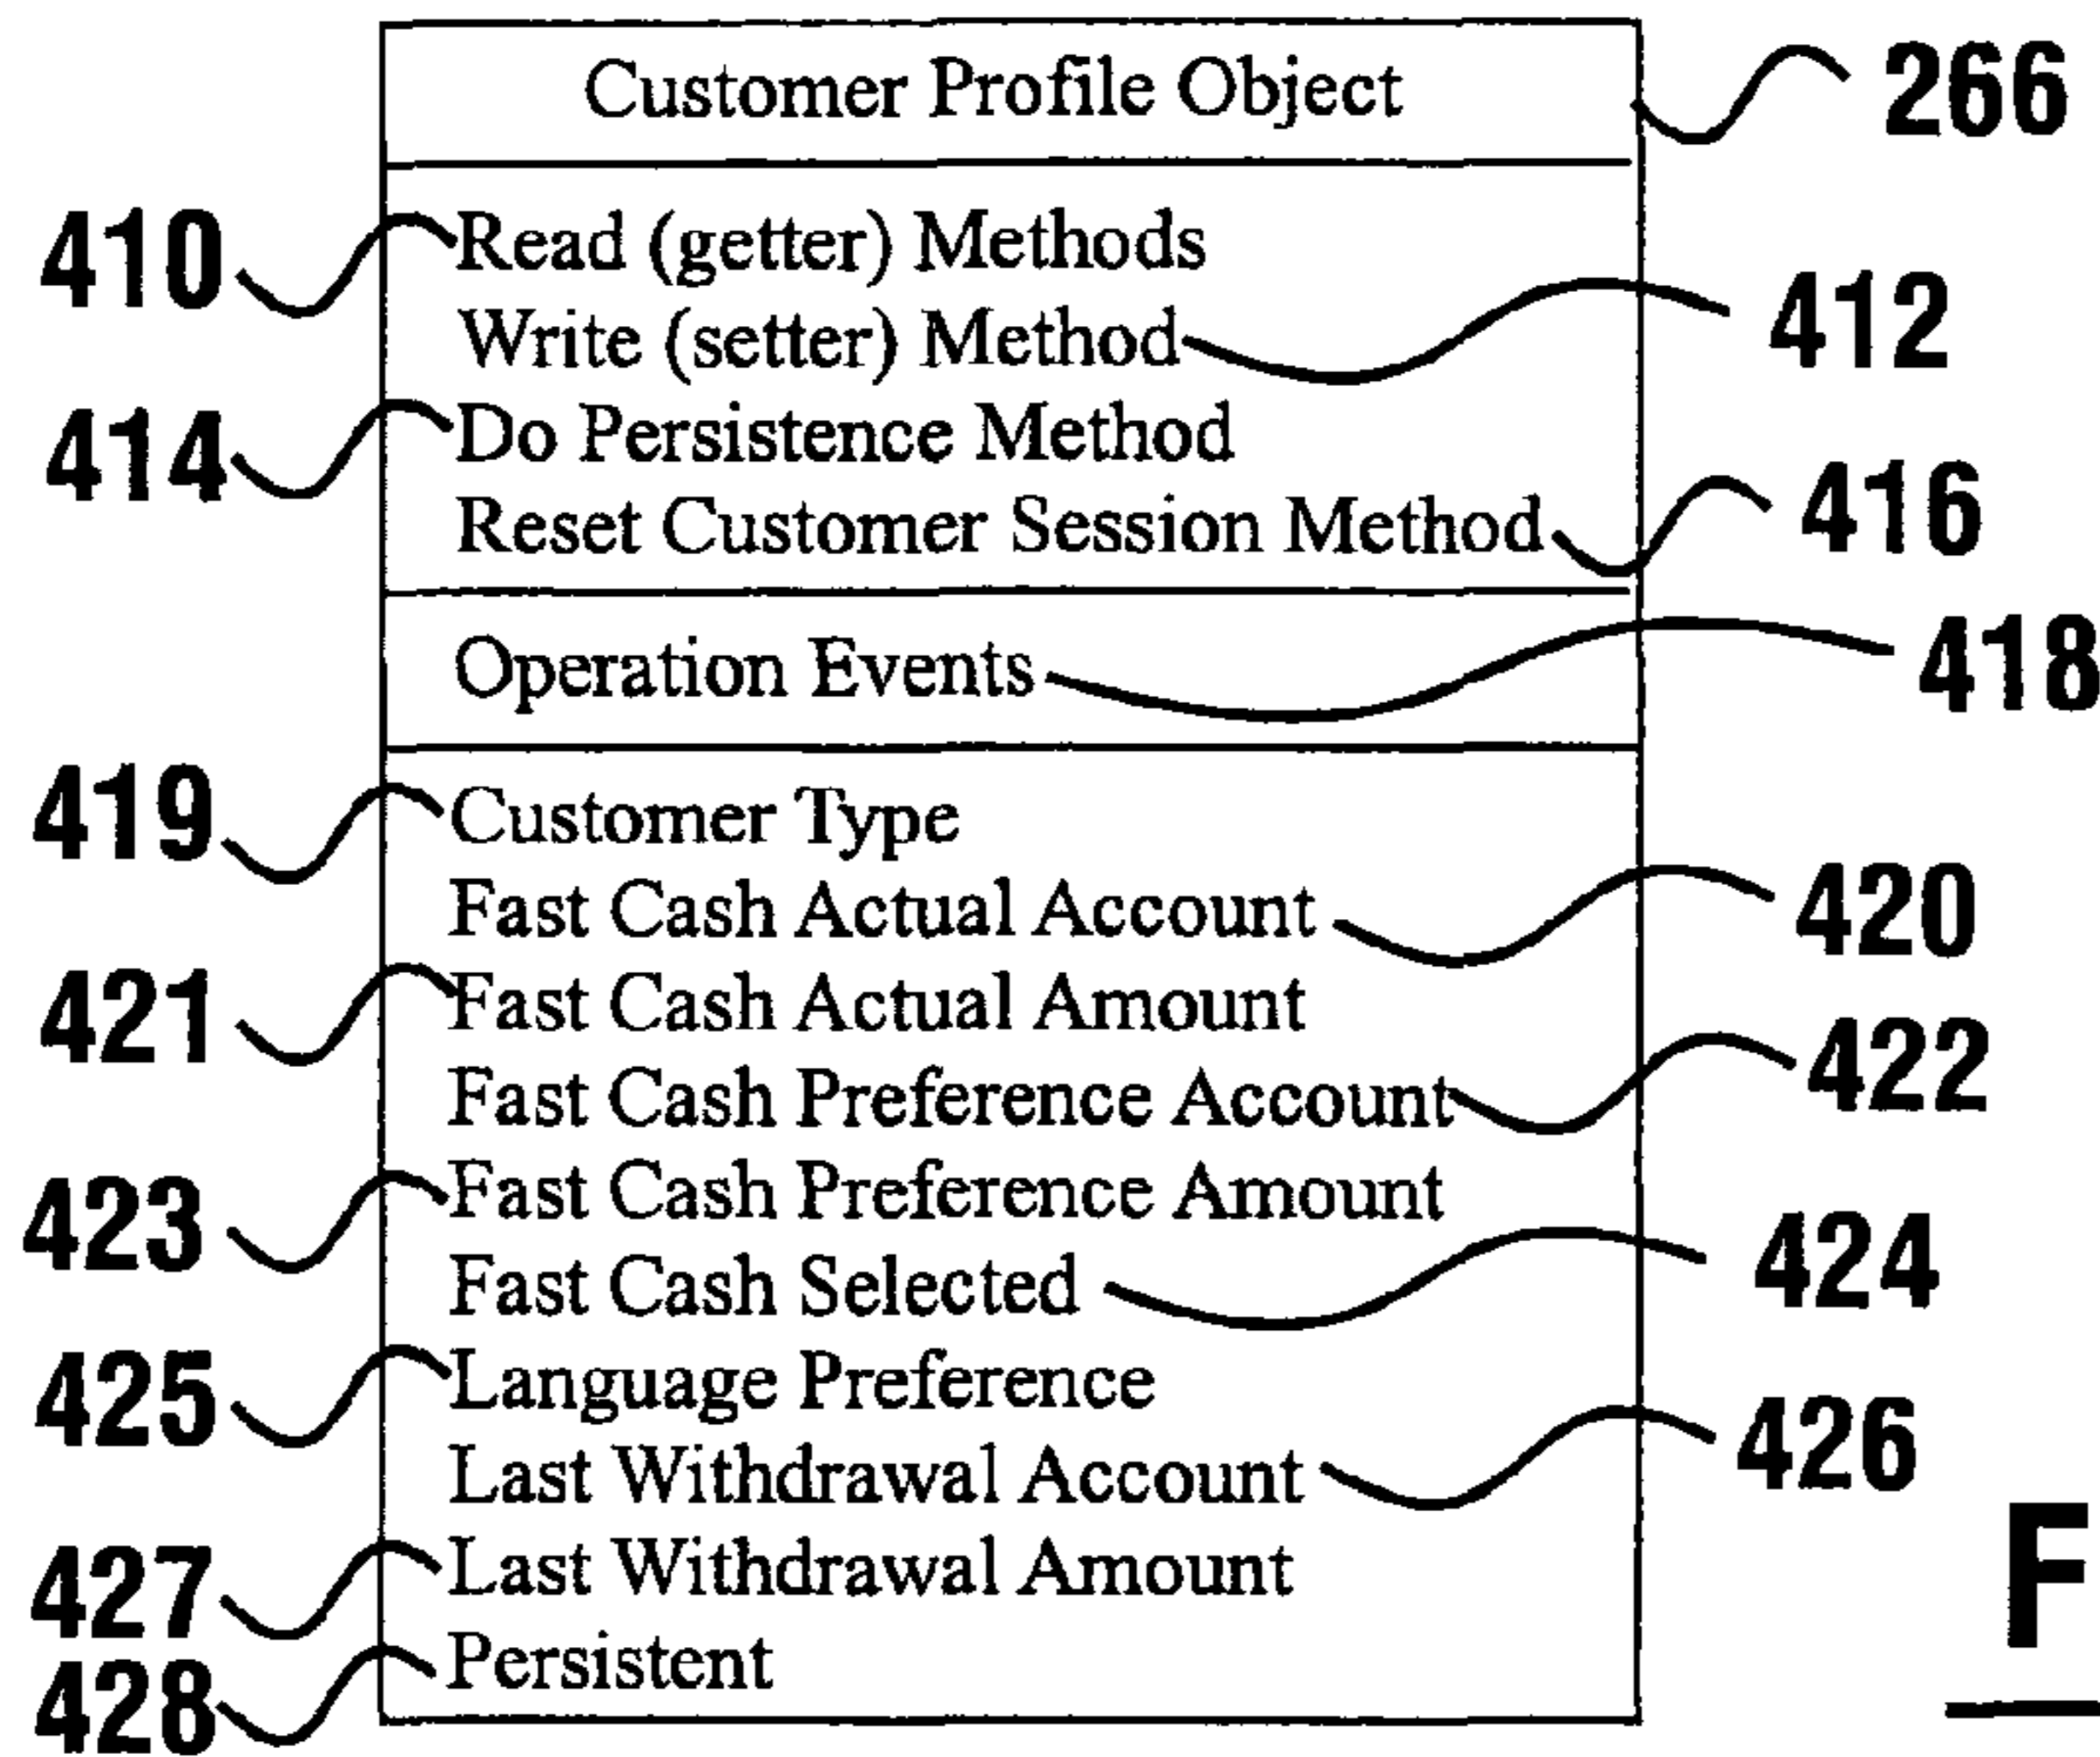 Customer Profile Object 266
410 Read (getter) Methods
Write (setter) Method 412
414 Do Persistence Method
Reset Customer Session Method 416
Operation Events 418
419 Customer Type
Fast Cash Actual Account 420
421 Fast Cash Actual Amount
Fast Cash Preference Account 422
423 Fast Cash Preference Amount
Fast Cash Selected 424
425 Language Preference
Last Withdrawal Account 426
427 Last Withdrawal Amount
428 Persistent
F